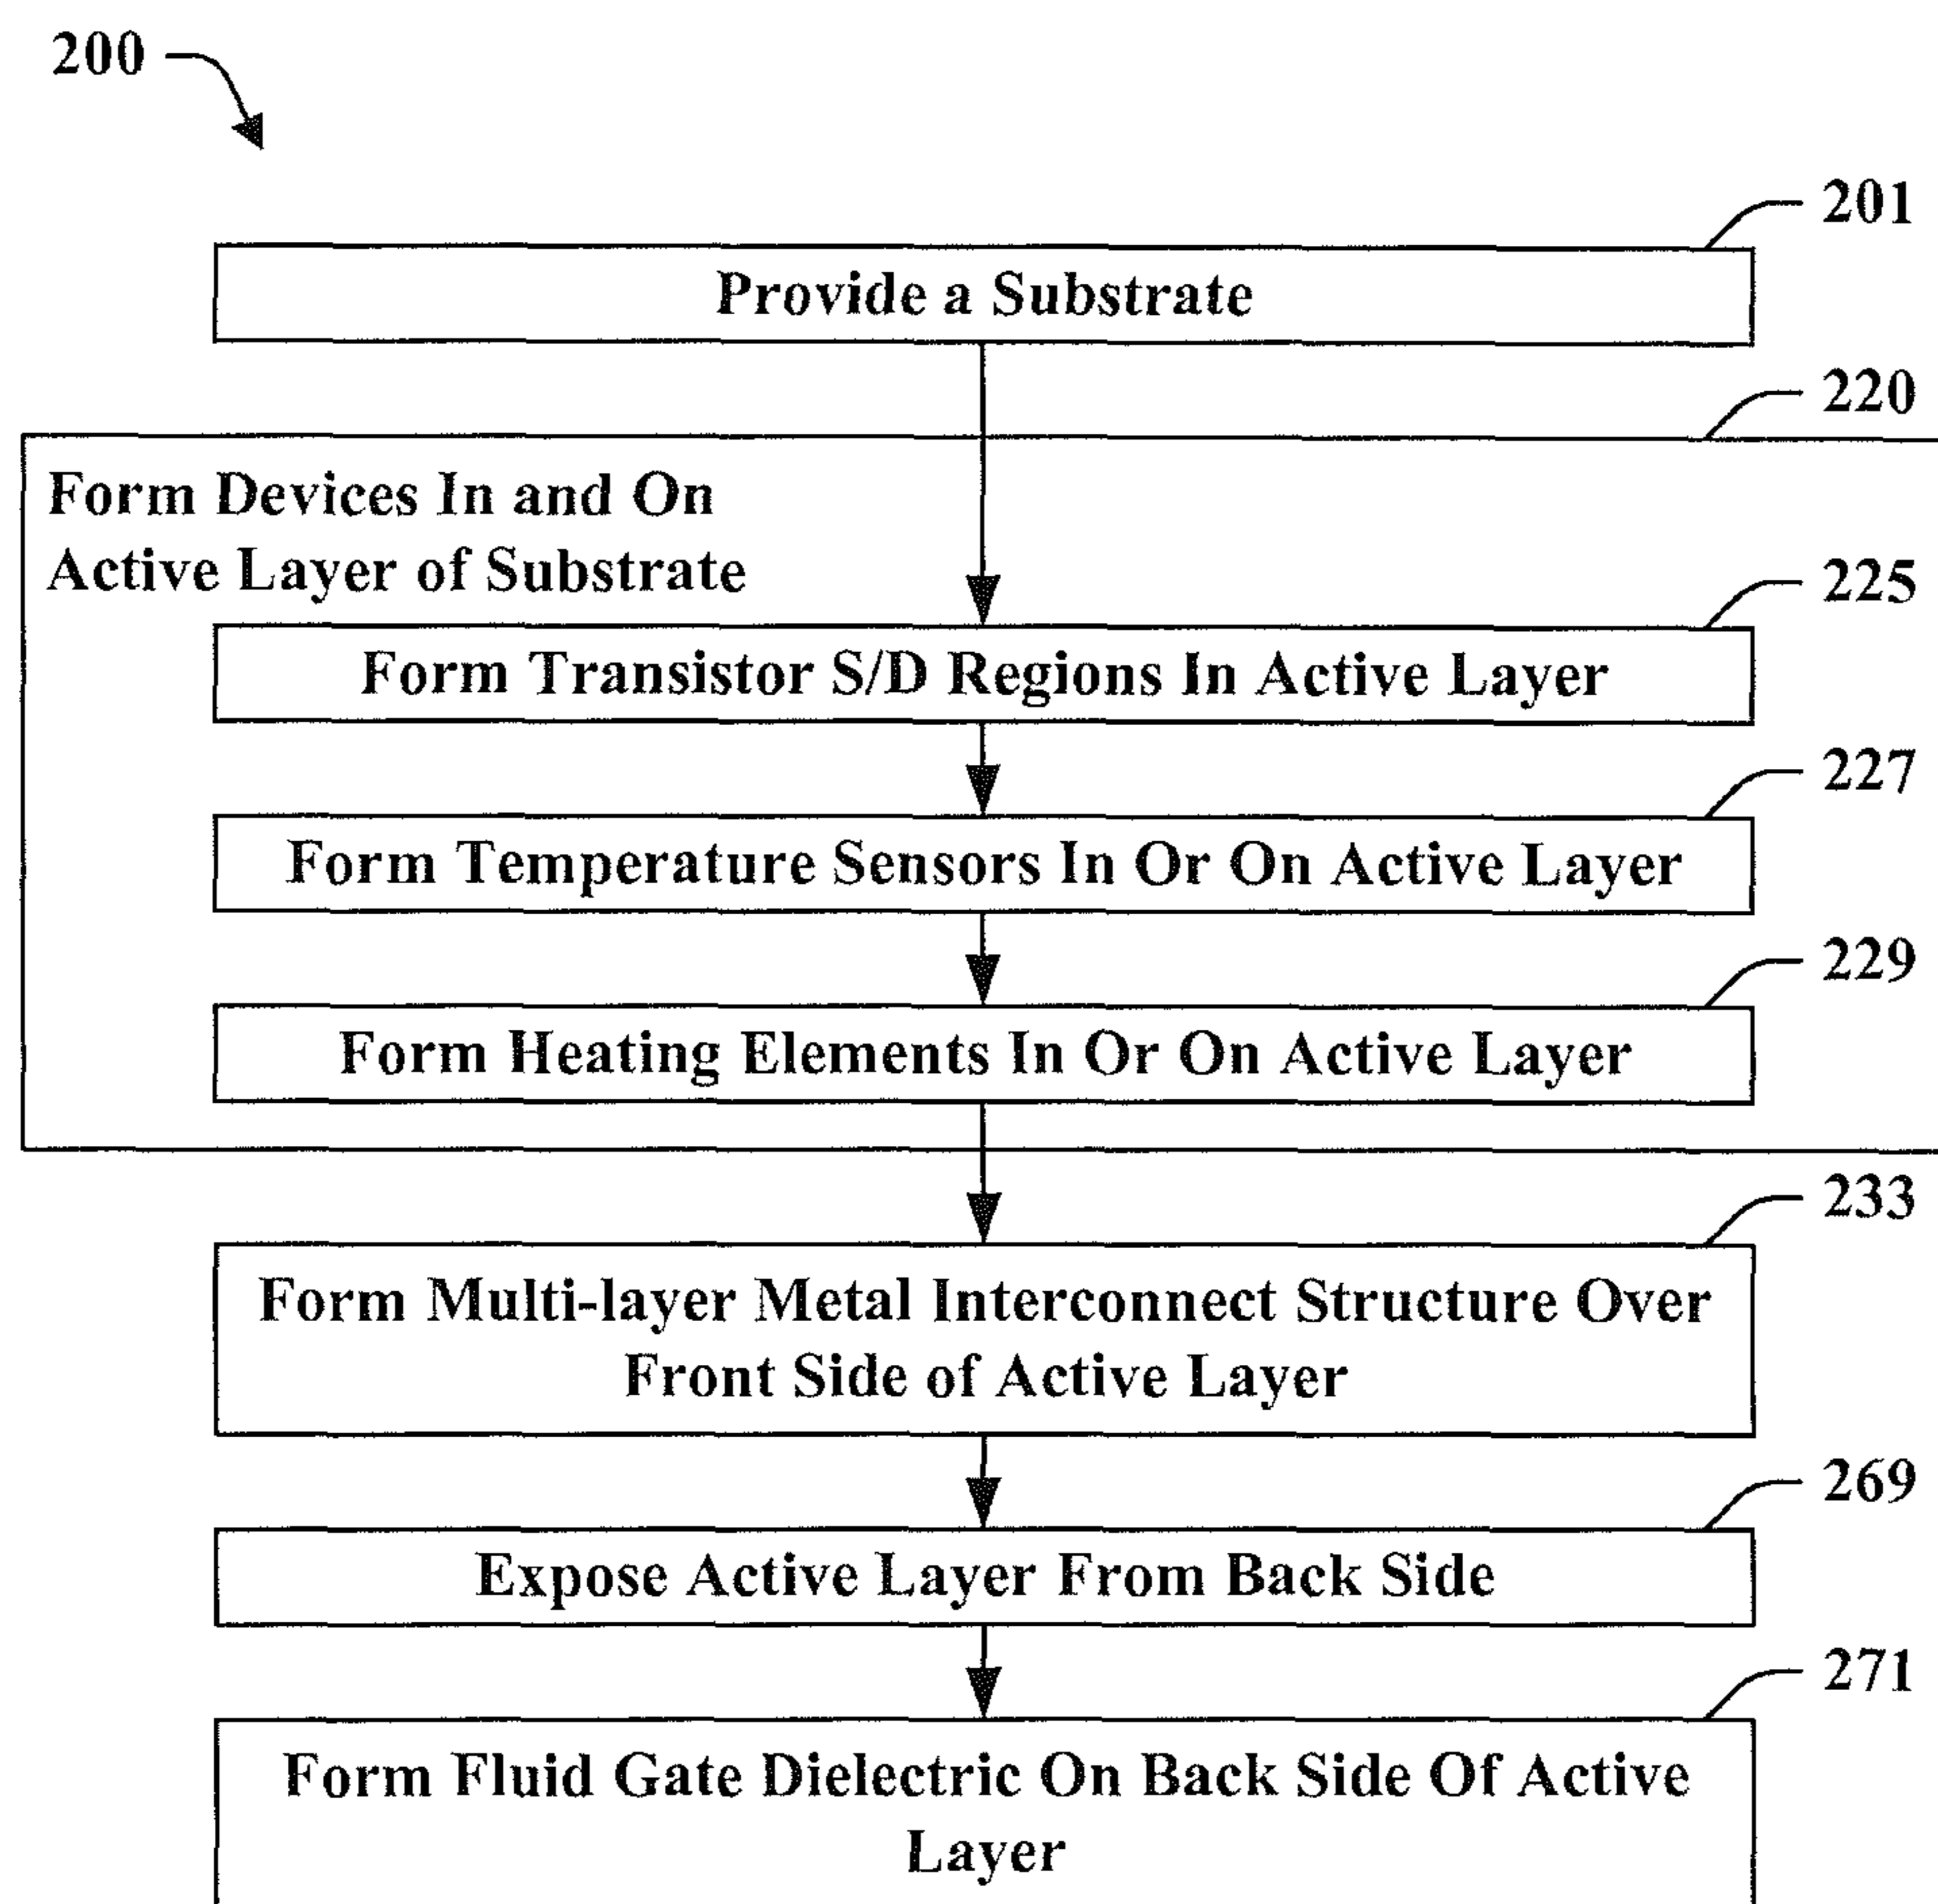 200
201
Provide a Substrate
220
Form Devices In and On
Active Layer of Substrate
225
Form Transistor S/D Regions In Active Layer
227
Form Temperature Sensors In Or On Active Layer
229
Form Heating Elements In Or On Active Layer
233
Form Multi-layer Metal Interconnect Structure Over
Front Side of Active Layer
269
Expose Active Layer From Back Side
271
Form Fluid Gate Dielectric On Back Side Of Active
Layer